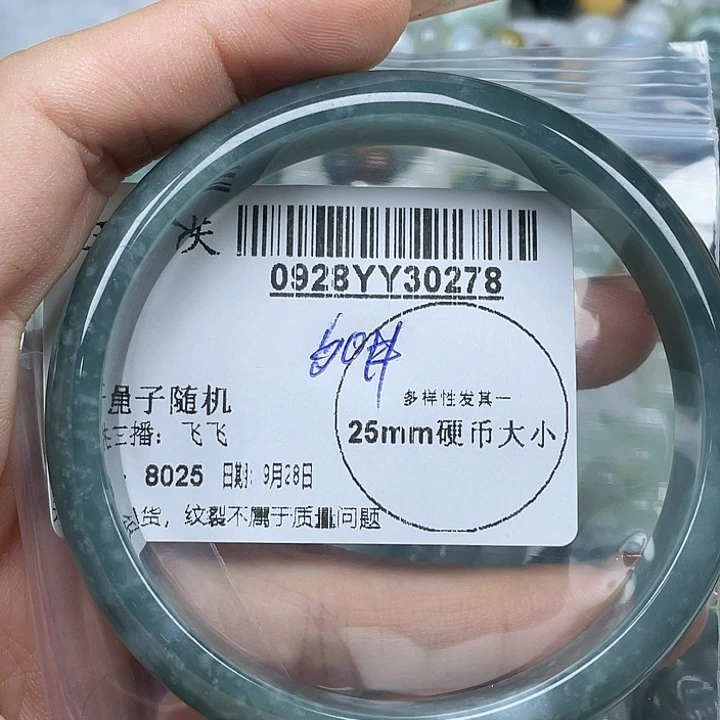 0928YY30278
60#
多样性发其一
25mm硬币大小
量子随机
主播: 飞飞
8025 日期: 9月28日
货，纹裂不属于质量问题